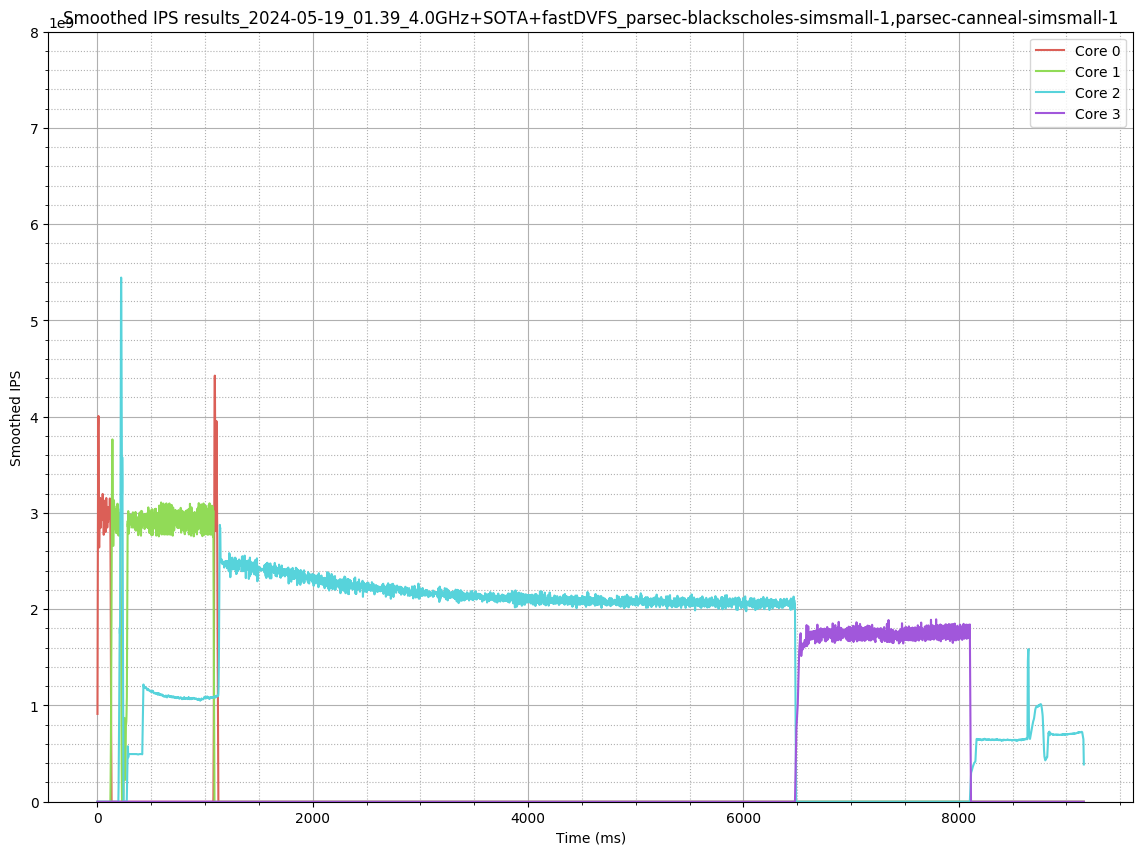 Smoothed IPS results_2024-05-19_01.39_4.0GHz+SOTA+fastDVFS_parsec-blackscholes-simsmall-1,parsec-canneal-simsmall-1
1e9
8
7
6
5
4
3
2
1
0
Smoothed IPS
Core 0
Core 1
Core 2
Core 3
0 2000 4000 6000 8000
Time (ms)